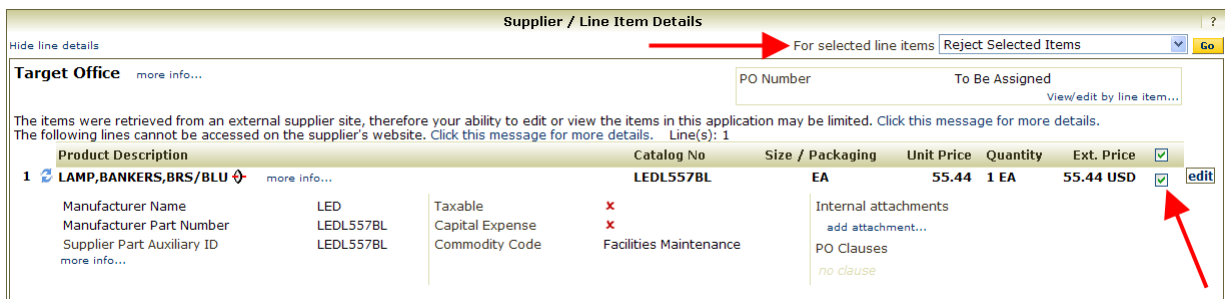 Supplier / Line Item Details ?
Hide line details For selected line items Reject Selected Items Go
Target Office more info... PO Number To Be Assigned
View/edit by line item...
The items were retrieved from an external supplier site, therefore your ability to edit or view the items in this application may be limited. Click this message for more details.
The following lines cannot be accessed on the supplier's website. Click this message for more details. Line(s): 1
Product Description Catalog No Size / Packaging Unit Price Quantity Ext. Price
1 LAMP,BANKERS,BRS/BLU more info... LEDL557BL EA 55.44 1 EA 55.44 USD edit
Manufacturer Name LED Taxable Internal attachments
Manufacturer Part Number LEDL557BL Capital Expense add attachment...
Supplier Part Auxiliary ID LEDL557BL Commodity Code Facilities Maintenance PO Clauses
more info...
no clause